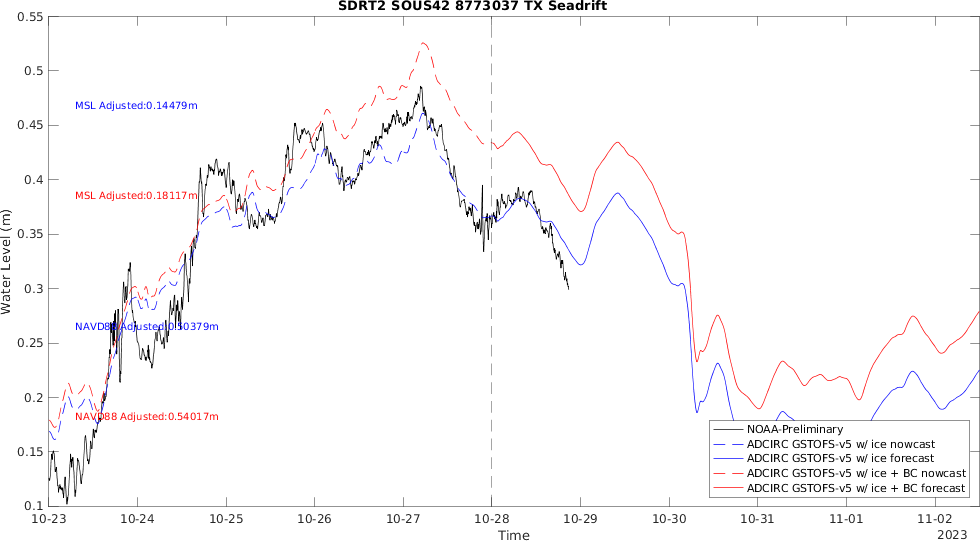 SDRT2 SOUS42 8773037 TX Seadrift
0.55
0.5
0.45
0.4
0.35
0.3
0.25
0.2
0.15
0.1
Water Level (m)
MSL Adjusted:0.14479m
MSL Adjusted:0.18117m
NAVD88 Adjusted:0.50379m
NAVD88 Adjusted:0.54017m
NOAA-Preliminary
ADCIRC GSTOFS-v5 w/ ice nowcast
ADCIRC GSTOFS-v5 w/ ice forecast
ADCIRC GSTOFS-v5 w/ ice + BC nowcast
ADCIRC GSTOFS-v5 w/ ice + BC forecast
10-23 10-24 10-25 10-26 10-27 10-28 10-29 10-30 10-31 11-01 11-02
Time
2023